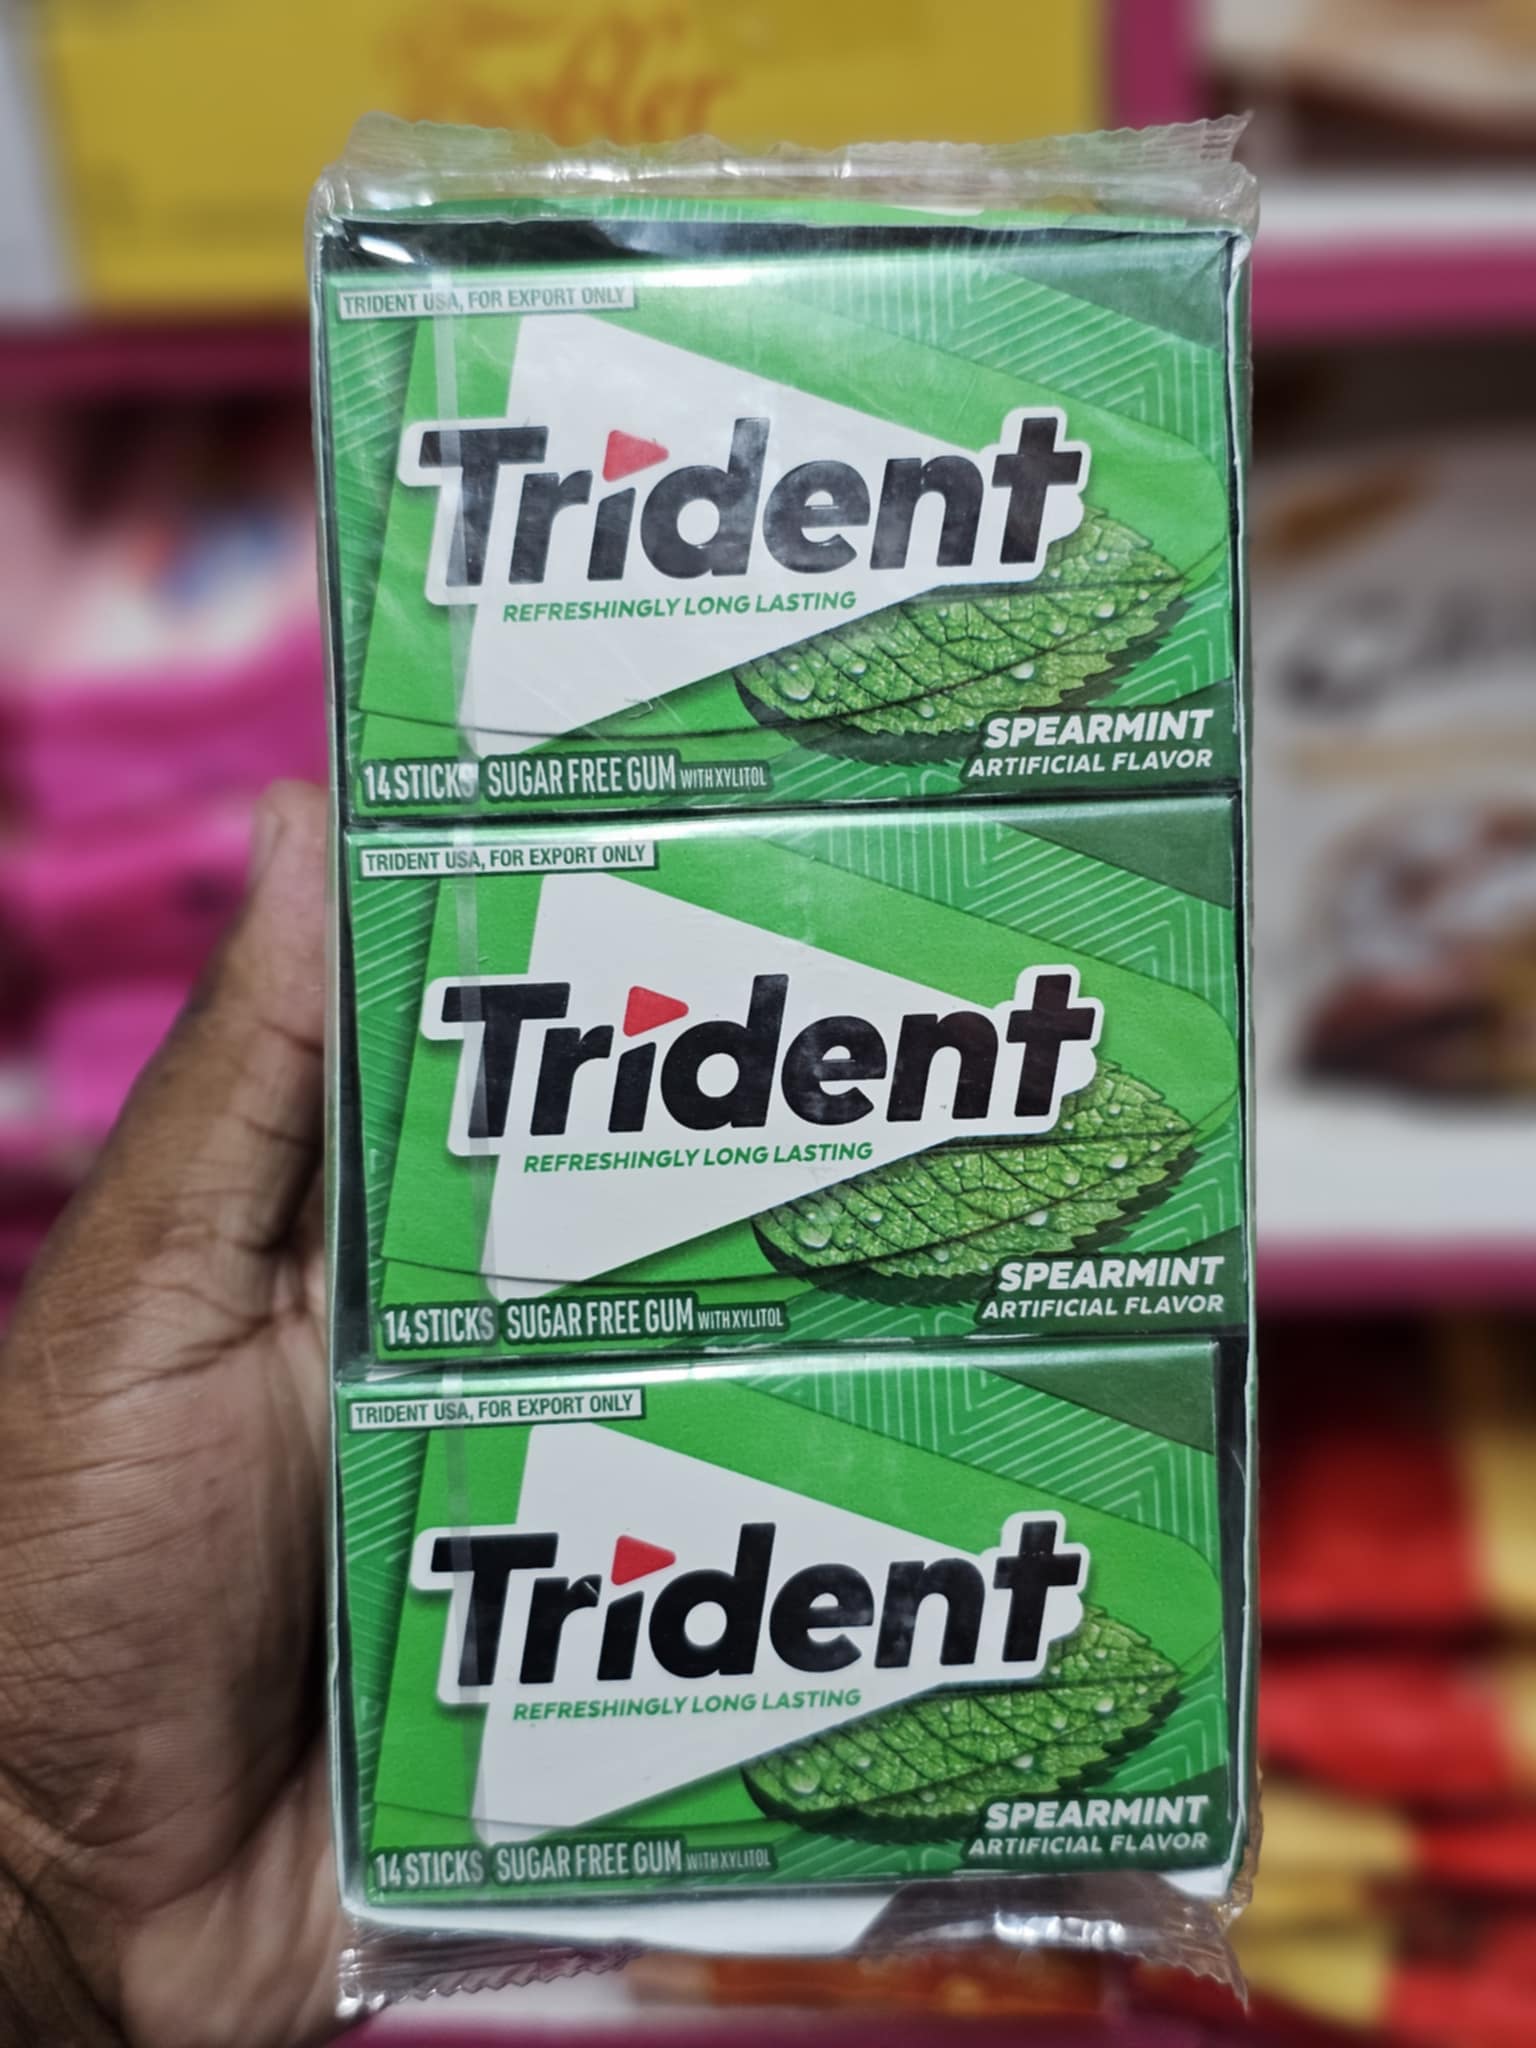 TRIDENT USA, FOR EXPORT ONLY
Trident
REFRESHINGLY LONG LASTING
SPEARMINT
ARTIFICIAL FLAVOR
14 STICKS SUGAR FREE GUM WITH XYLITOL
TRIDENT USA, FOR EXPORT ONLY
Trident
REFRESHINGLY LONG LASTING
SPEARMINT
ARTIFICIAL FLAVOR
14 STICKS SUGAR FREE GUM WITH XYLITOL
TRIDENT USA, FOR EXPORT ONLY
Trident
REFRESHINGLY LONG LASTING
SPEARMINT
ARTIFICIAL FLAVOR
14 STICKS SUGAR FREE GUM WITH XYLITOL